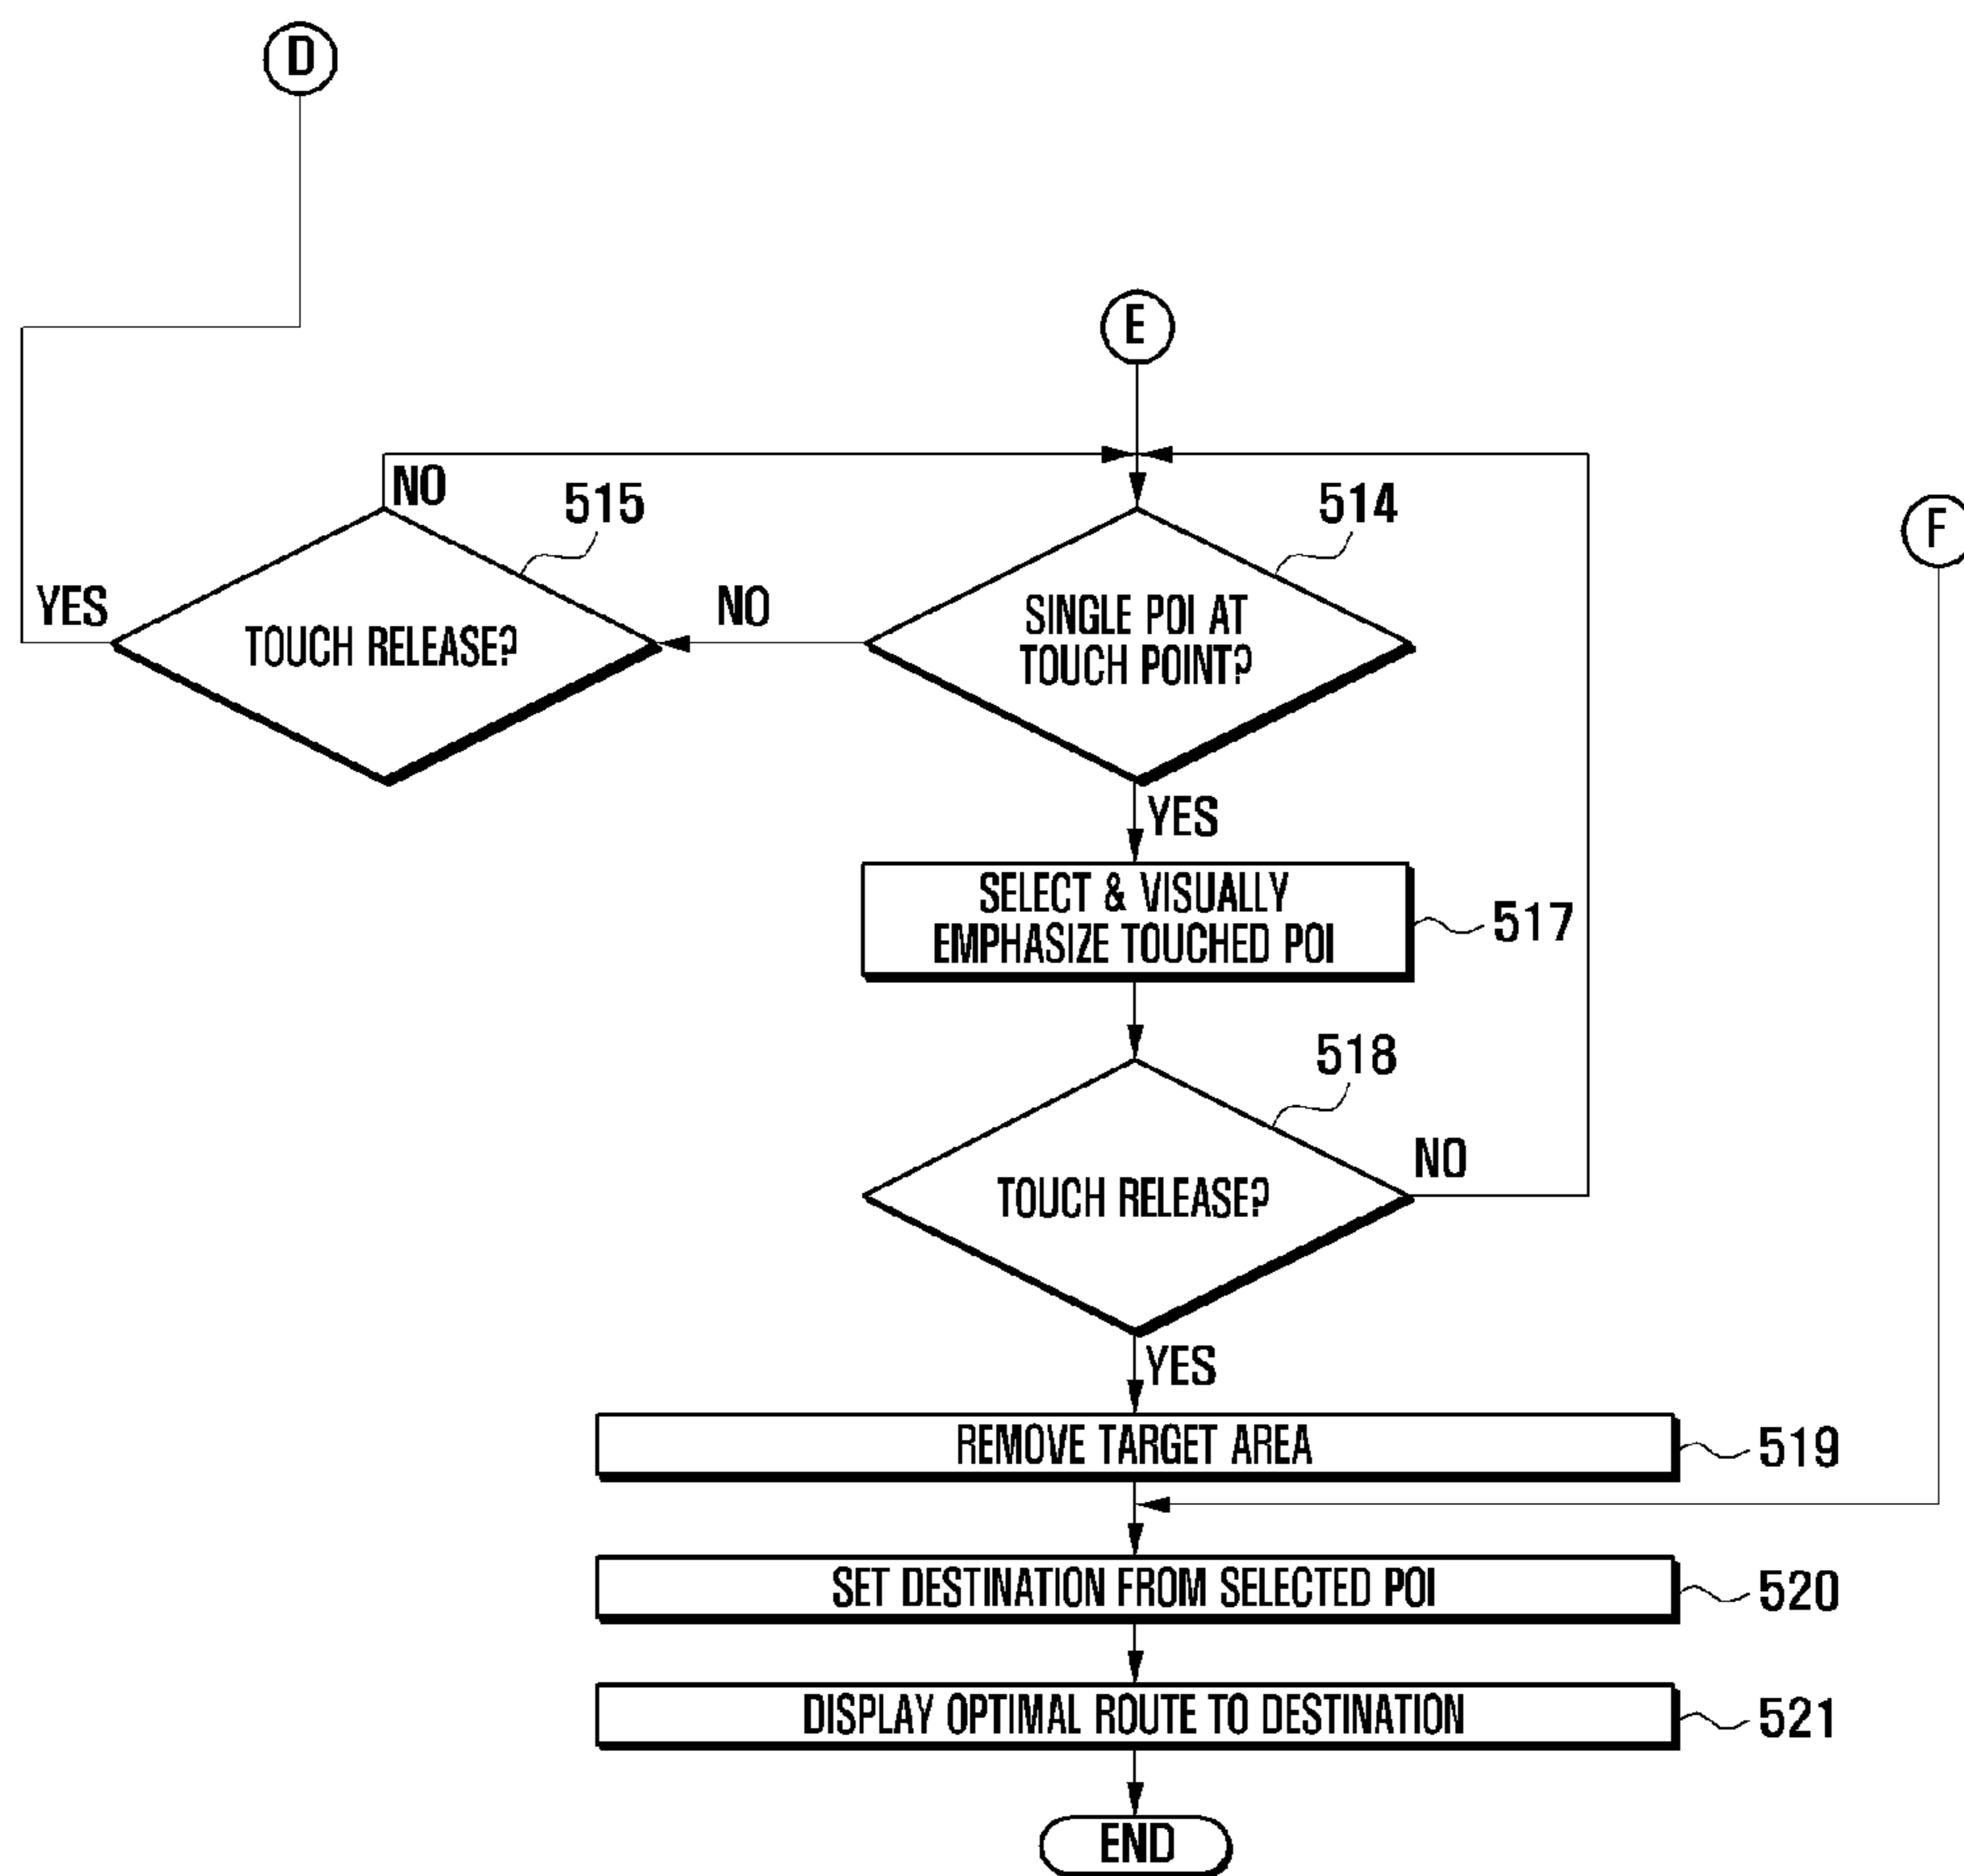 D
E
NO
515
514
F
YES
NO
TOUCH RELEASE?
SINGLE POI AT
TOUCH POINT?
YES
SELECT & VISUALLY
EMPHASIZE TOUCHED POI
517
518
NO
TOUCH RELEASE?
YES
REMOVE TARGET AREA
519
SET DESTINATION FROM SELECTED POI
520
DISPLAY OPTIMAL ROUTE TO DESTINATION
521
END